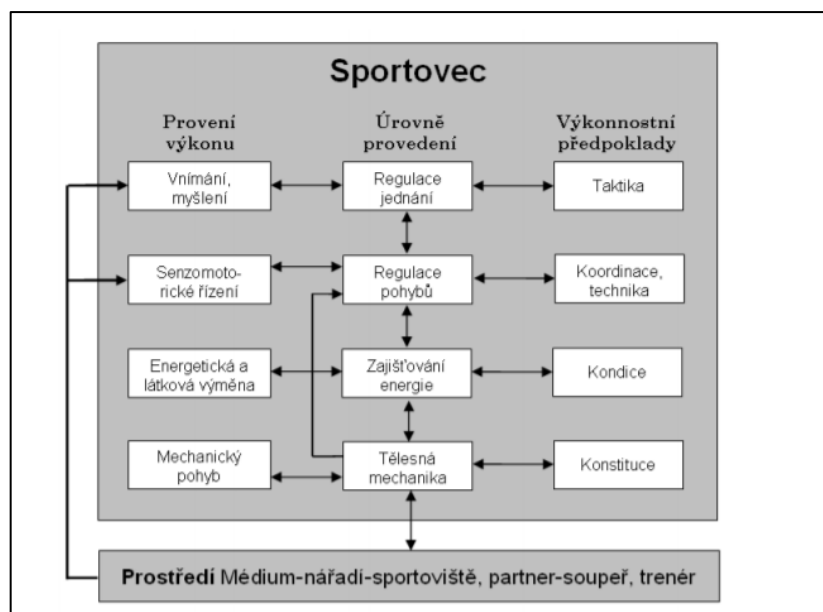 Sportovec
Provení
výkonu
Úrovně
provedení
Výkonnostní
předpoklady
Vnímání,
myšlení
Regulace
jednání
Taktika
Senzomoto-
rické řízení
Regulace
pohybů
Koordinace,
technika
Energetická a
látková výměna
Zajišťování
energie
Kondice
Mechanický
pohyb
Tělesná
mechanika
Konstituce
Prostředí Médium-nářadí-sportoviště, partner-soupeř, trenér